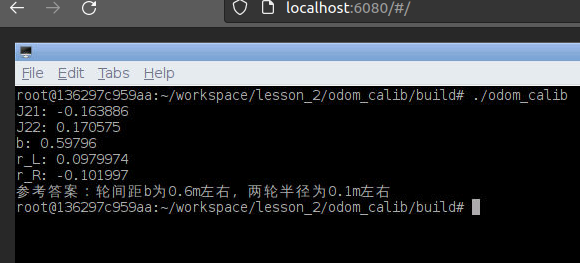 localhost:6080/#/
File Edit Tabs Help
root@136297c959aa:~/workspace/lesson_2/odom_calib/build# ./odom_calib
J21: -0.163886
J22: 0.170575
b: 0.59796
r_L: 0.0979974
r_R: -0.101997
参考答案：轮间距b为0.6m左右，两轮半径为0.1m左右
root@136297c959aa:~/workspace/lesson_2/odom_calib/build#